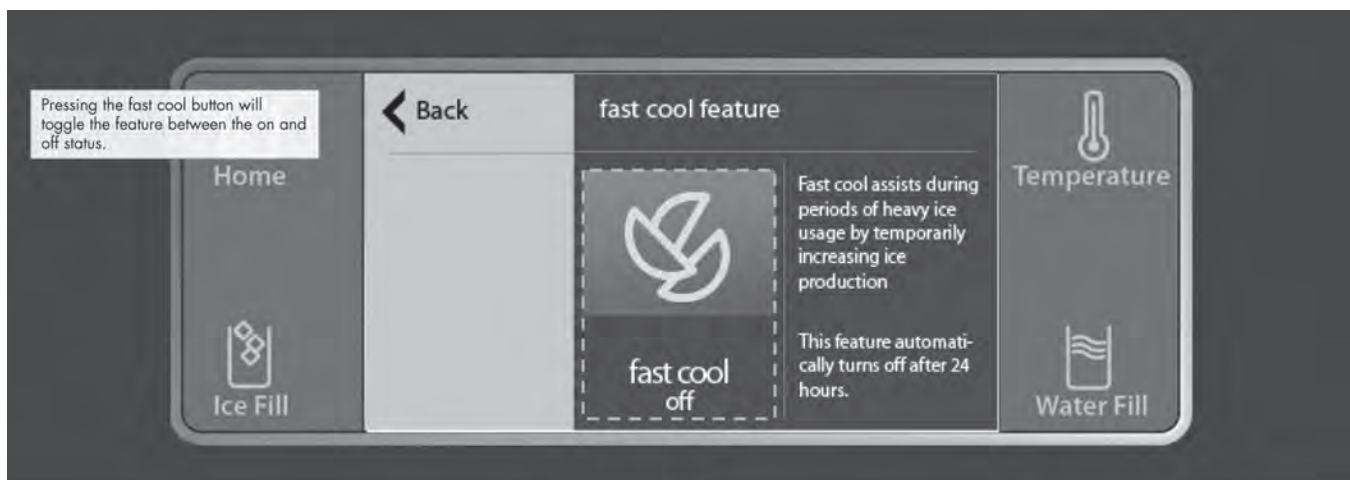 Pressing the fast cool button will
toggle the feature between the on and
off status.
Home
Ice Fill
Back
fast cool feature
fast cool
off
Fast cool assists during
periods of heavy ice
usage by temporarily
increasing ice
production
This feature automati-
cally turns off after 24
hours.
Temperature
Water Fill